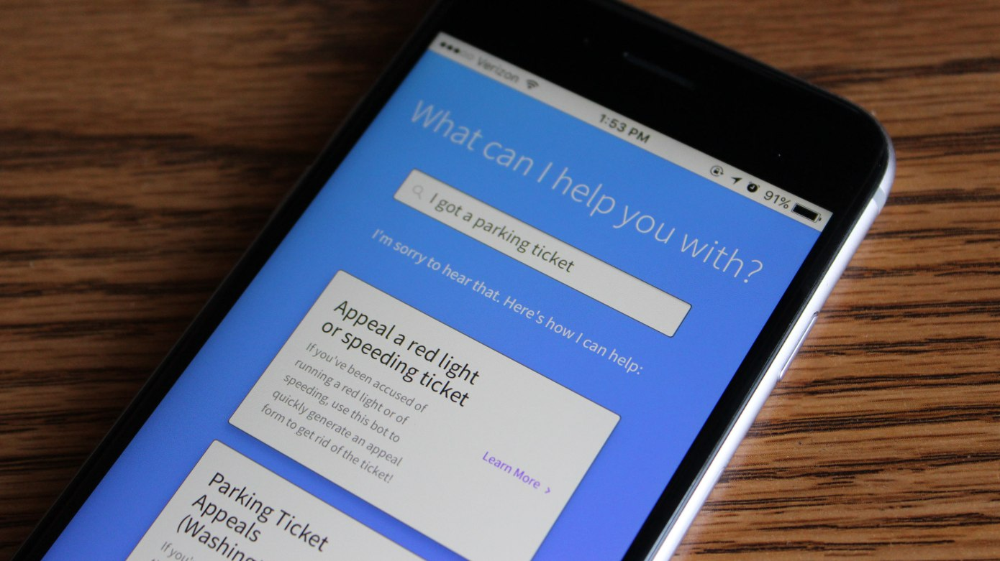 Verizon
1:53 PM
91%
What can I help you with?
I got a parking ticket
I'm sorry to hear that. Here's how I can help:
Appeal a red light
or speeding ticket
If you've been accused of
running a red light or of
speeding, use this bot to
quickly generate an appeal
form to get rid of the ticket!
Learn More ›
Parking Ticket
Appeals
(Washing
If you'